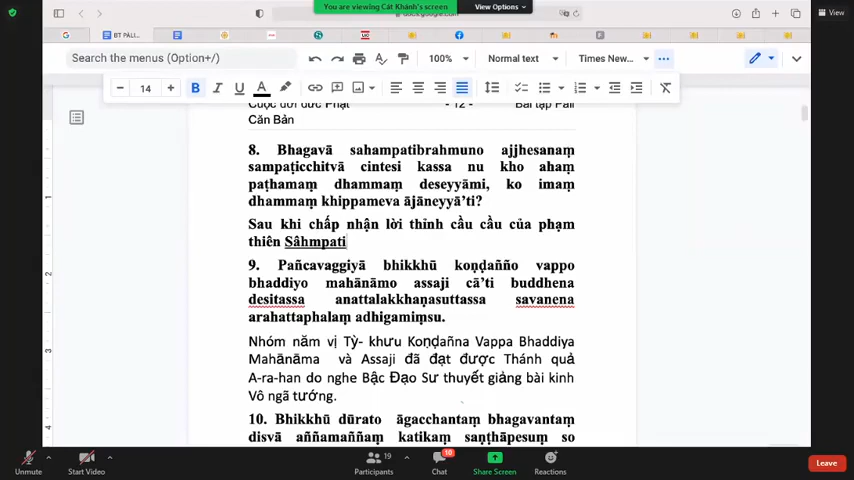 You are viewing Cát Khánh's screen
View Options
View
BT PALI...
Search the menus (Option+/)
100%
Normal text
Times New...
14
Cuộc đời đức Phật - 12 - Bài tập Pāli
Căn Bản
8. Bhagavā sahampatibrahmuno ajjhesanaṃ
sampaṭicchitvā cintesi kassa nu kho ahaṃ
paṭhamaṃ dhammaṃ deseyyāmi, ko imaṃ
dhammaṃ khippameva ājāneyyā'ti?
Sau khi chấp nhận lời thỉnh cầu cầu của phạm
thiên Sâhmpati
9. Pañcavaggiyā bhikkhū koṇḍañño vappo
bhaddiyo mahānāmo assaji cā'ti buddhena
desitassa anattalakkhaṇasuttassa savanena
arahattaphalaṃ adhigamiṃsu.
Nhóm năm vị Tỳ- khưu Koṇḍañna Vappa Bhaddiya
Mahānāma và Assaji đã đạt được Thánh quả
A-ra-han do nghe Bậc Đạo Sư thuyết giảng bài kinh
Vô ngã tướng.
10. Bhikkhū dūrato āgacchantaṃ bhagavantaṃ
disvā aññamaññaṃ katikaṃ saṇṭhāpesuṃ so
Unmute
Start Video
Participants
19
Chat
10
Share Screen
Reactions
Leave